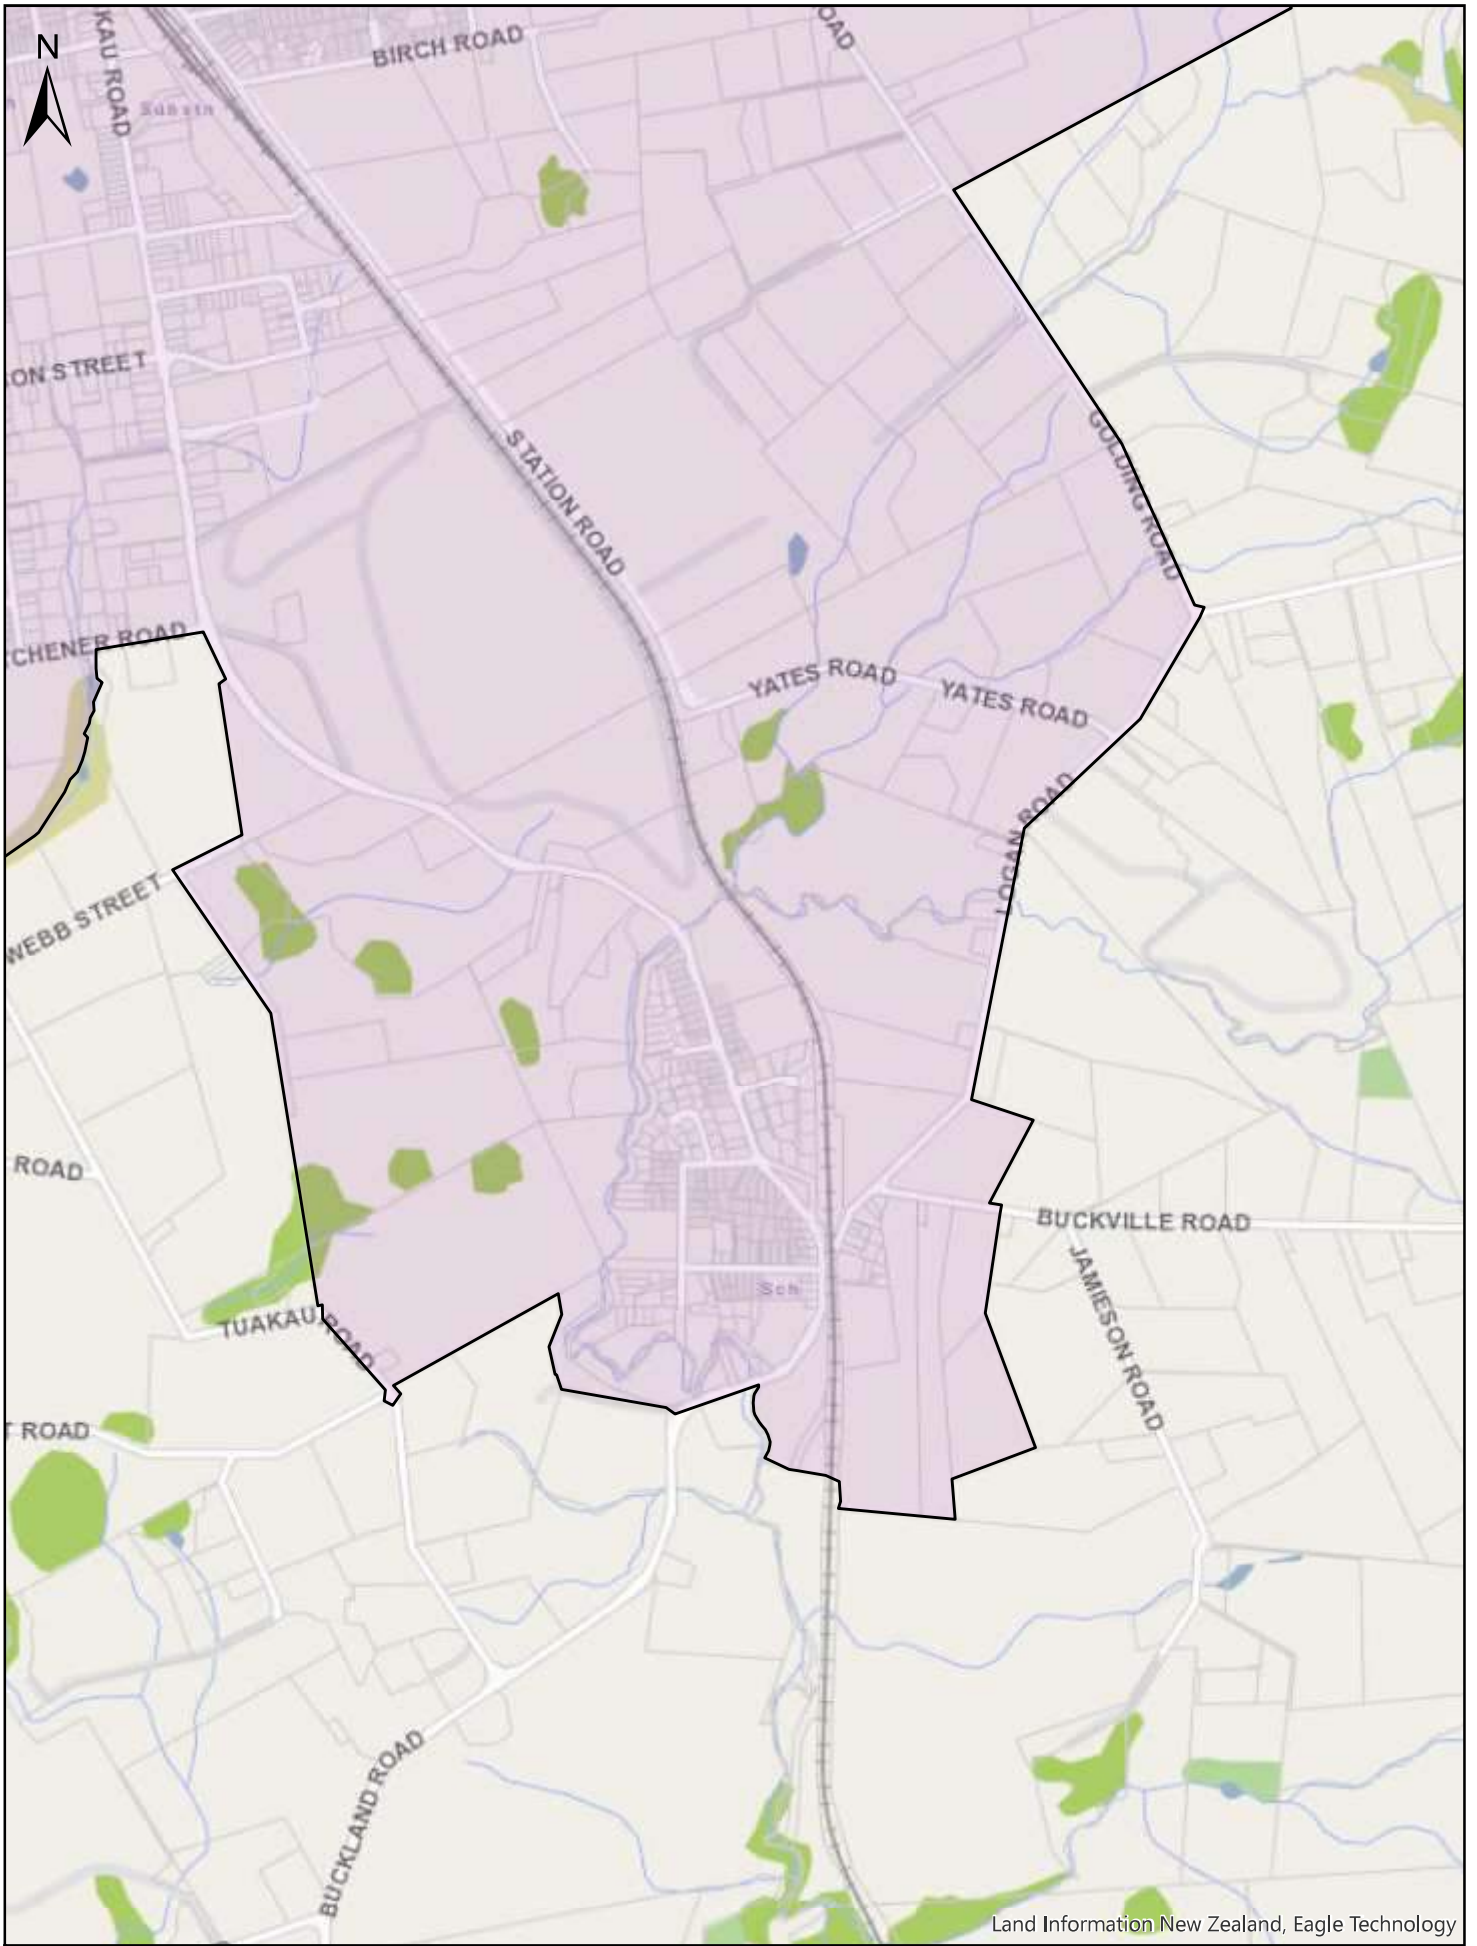 N
KAU ROAD
OAD
BIRCH ROAD
Substn
ON STREET
STATION ROAD
GOLDING ROAD
CHENER ROAD
YATES ROAD
YATES ROAD
LOGAN ROAD
WEBB STREET
ROAD
BUCKVILLE ROAD
JAMIESON ROAD
Sch
TUAKAU ROAD
T ROAD
BUCKLAND ROAD
Land Information New Zealand, Eagle Technology